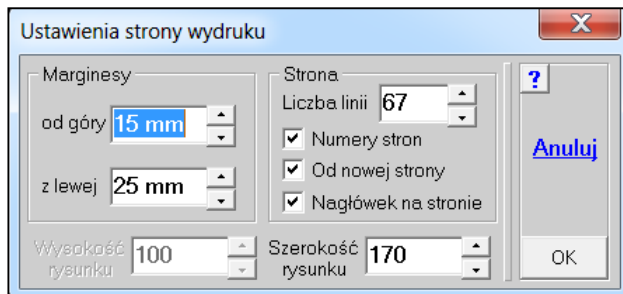 Ustawienia strony wydruku
Marginesy
od góry 15 mm
z lewej 25 mm
Strona
Liczba linii 67
Numery stron
Od nowej strony
Nagłówek na stronie
Wysokość
rysunku 100
Szerokość
rysunku 170
?
Anuluj
OK